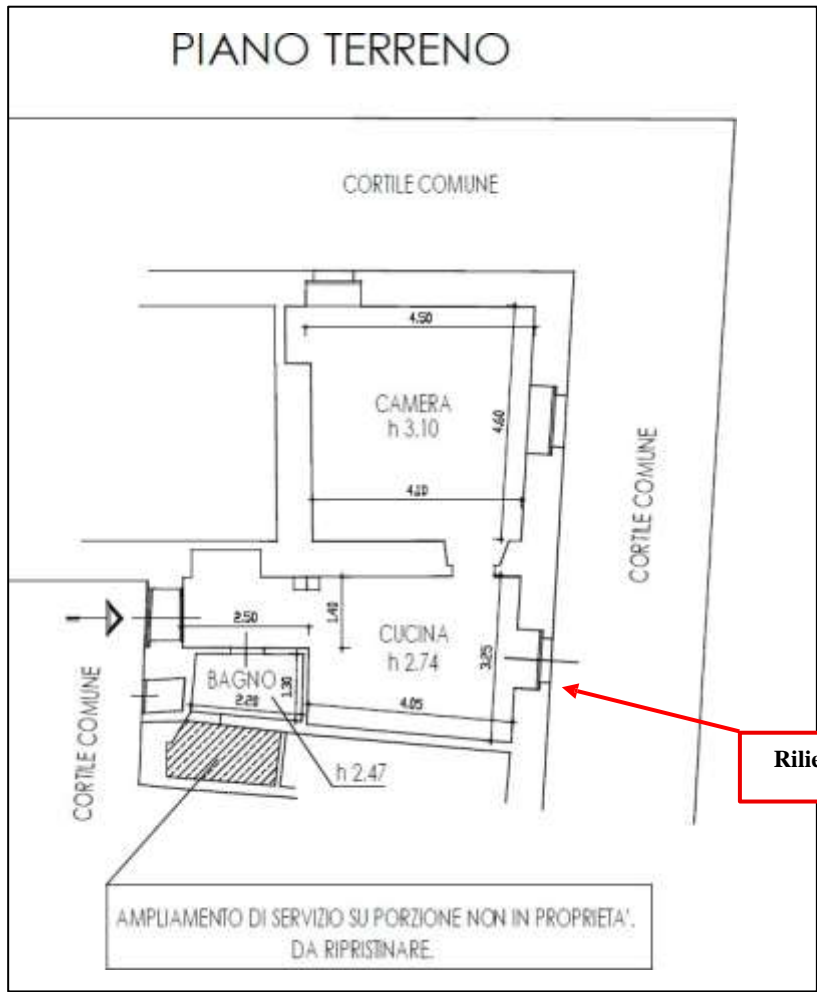 PIANO TERRENO
CORTILE COMUNE
4.50
CAMERA
h 3.10
4.60
4.10
CORTILE COMUNE
2.50
1.40
CUCINA
h 2.74
3.25
BAGNO
1.30
2.20
4.05
CORTILE COMUNE
h 2.47
Rilie
AMPLIAMENTO DI SERVIZIO SU PORZIONE NON IN PROPRIETA'.
DA RIPRISTINARE.